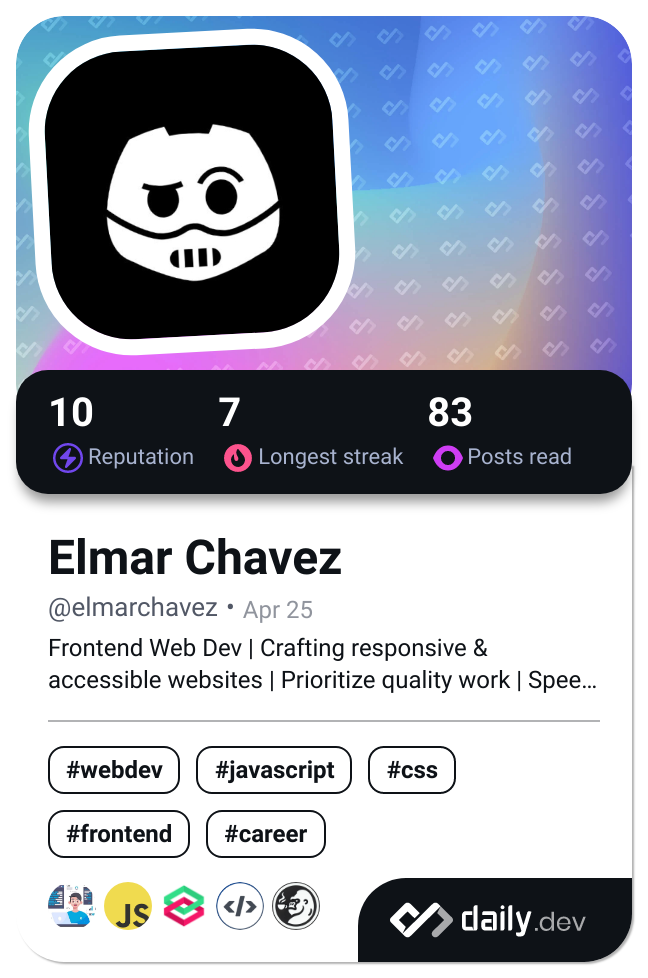 10 7 83
Reputation Longest streak Posts read
Elmar Chavez
@elmarchavez • Apr 25
Frontend Web Dev | Crafting responsive &
accessible websites | Prioritize quality work | Spee...
#webdev #javascript #css
#frontend #career
JS </>
daily.dev